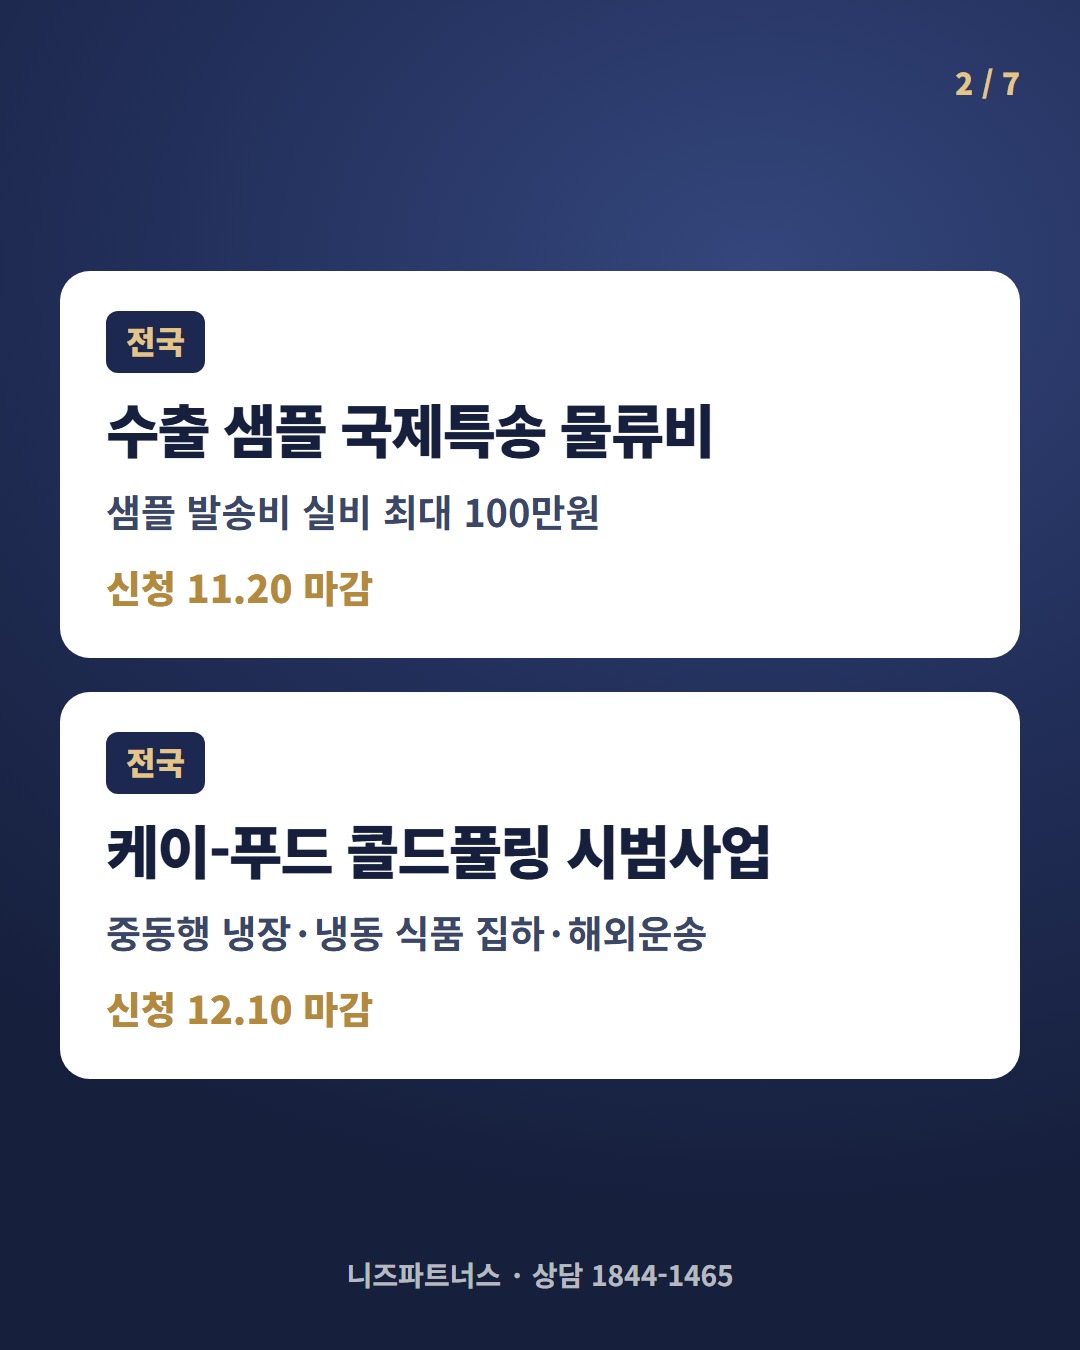 2 / 7
전국
수출 샘플 국제특송 물류비
샘플 발송비 실비 최대 100만원
신청 11.20 마감
전국
케이-푸드 콜드풀링 시범사업
중동행 냉장·냉동 식품 집하·해외운송
신청 12.10 마감
니즈파트너스 · 상담 1844-1465